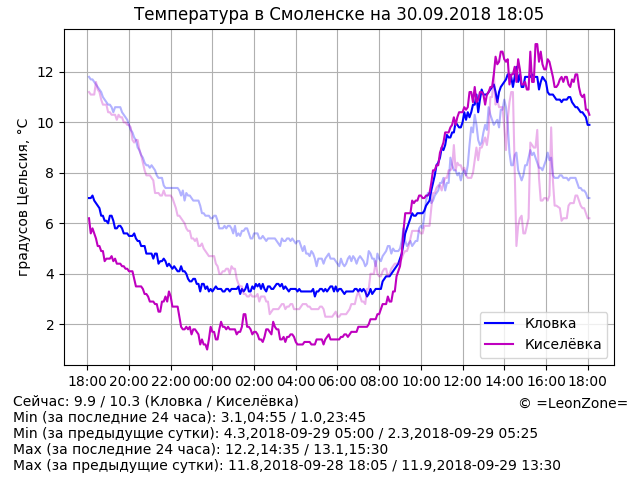 Температура в Смоленске на 30.09.2018 18:05
градусов Цельсия, °C
12
10
8
6
4
2
Кловка
Киселёвка
18:00 20:00 22:00 00:00 02:00 04:00 06:00 08:00 10:00 12:00 14:00 16:00 18:00
Сейчас: 9.9 / 10.3 (Кловка / Киселёвка)
© =LeonZone=
Min (за последние 24 часа): 3.1,04:55 / 1.0,23:45
Min (за предыдущие сутки): 4.3,2018-09-29 05:00 / 2.3,2018-09-29 05:25
Max (за последние 24 часа): 12.2,14:35 / 13.1,15:30
Max (за предыдущие сутки): 11.8,2018-09-28 18:05 / 11.9,2018-09-29 13:30